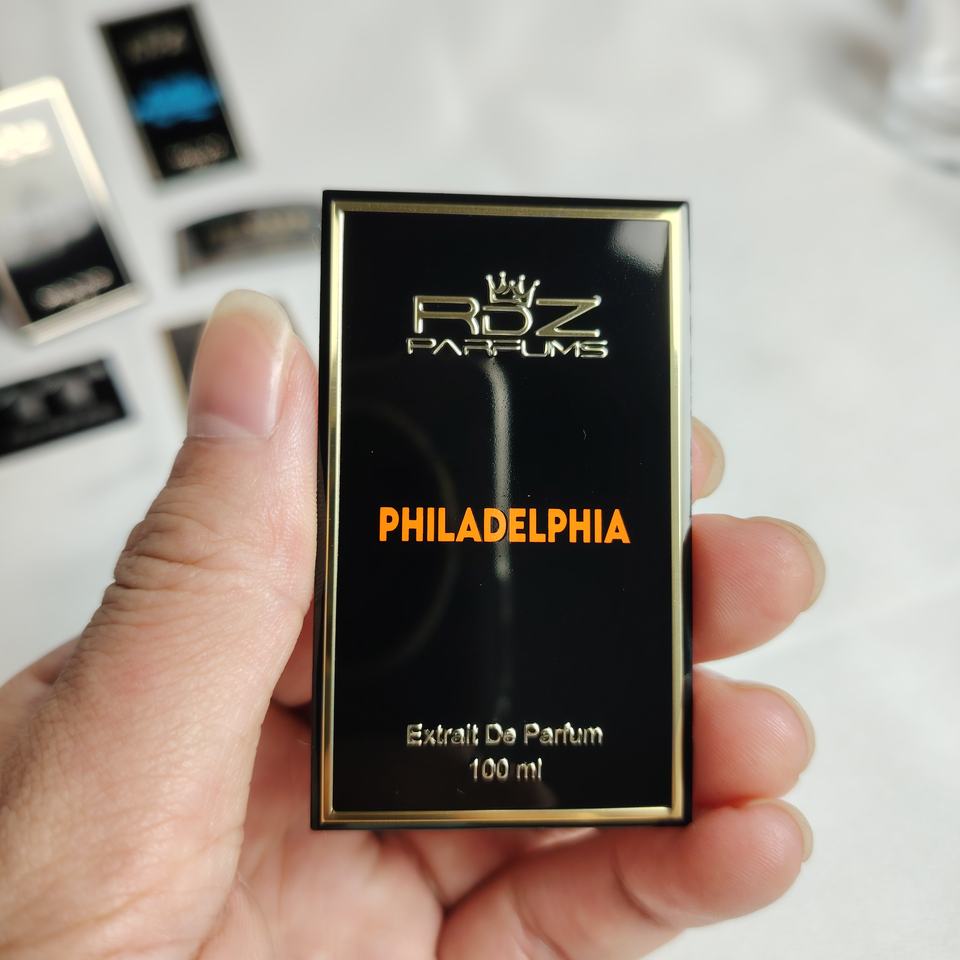 RDZ
PARFUMS
PHILADELPHIA
Extrait De Parfum
100 ml